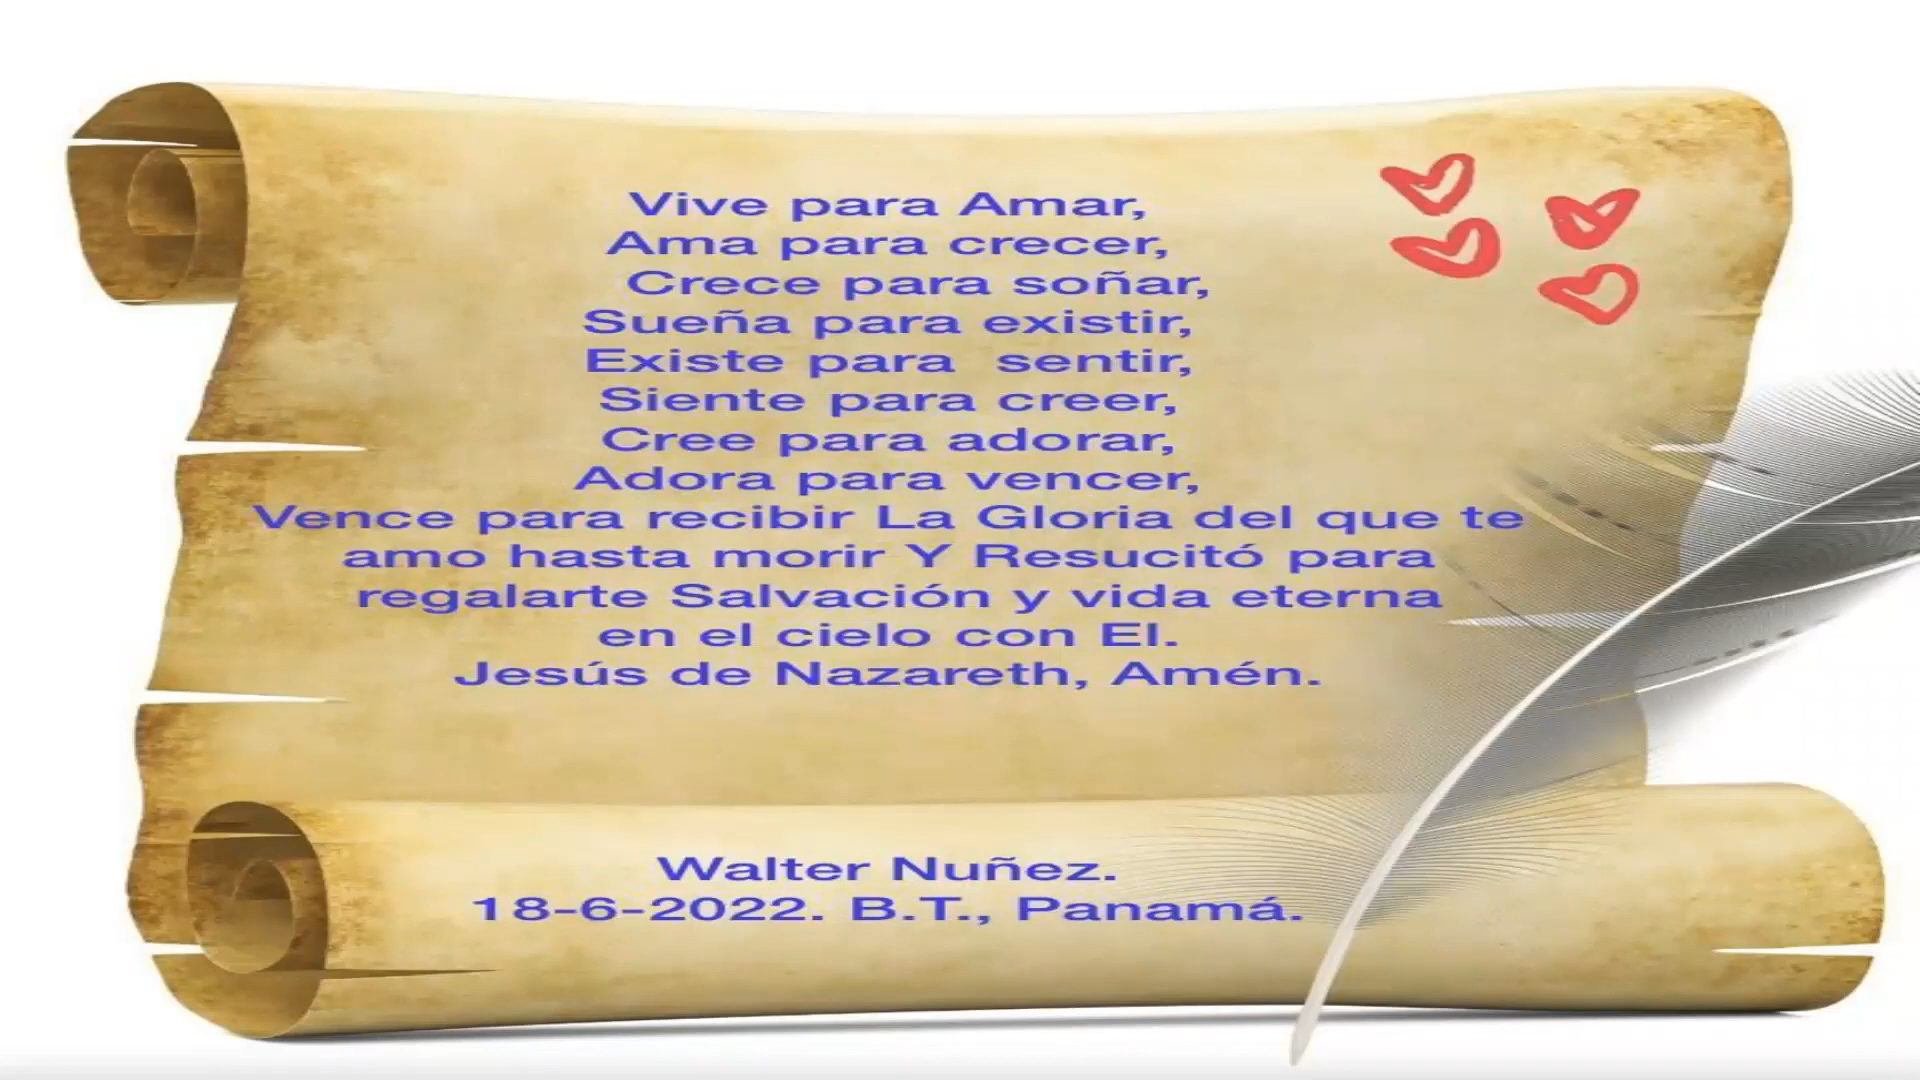 Vive para Amar,
Ama para crecer,
Crece para soñar,
Sueña para existir,
Existe para  sentir,
Siente para creer,
Cree para adorar,
Adora para vencer,
Vence para recibir La Gloria del que te
amo hasta morir Y Resucitó para
regalarte Salvación y vida eterna
en el cielo con El.
Jesús de Nazareth, Amén.
Walter Nuñez.
18-6-2022. B.T., Panamá.